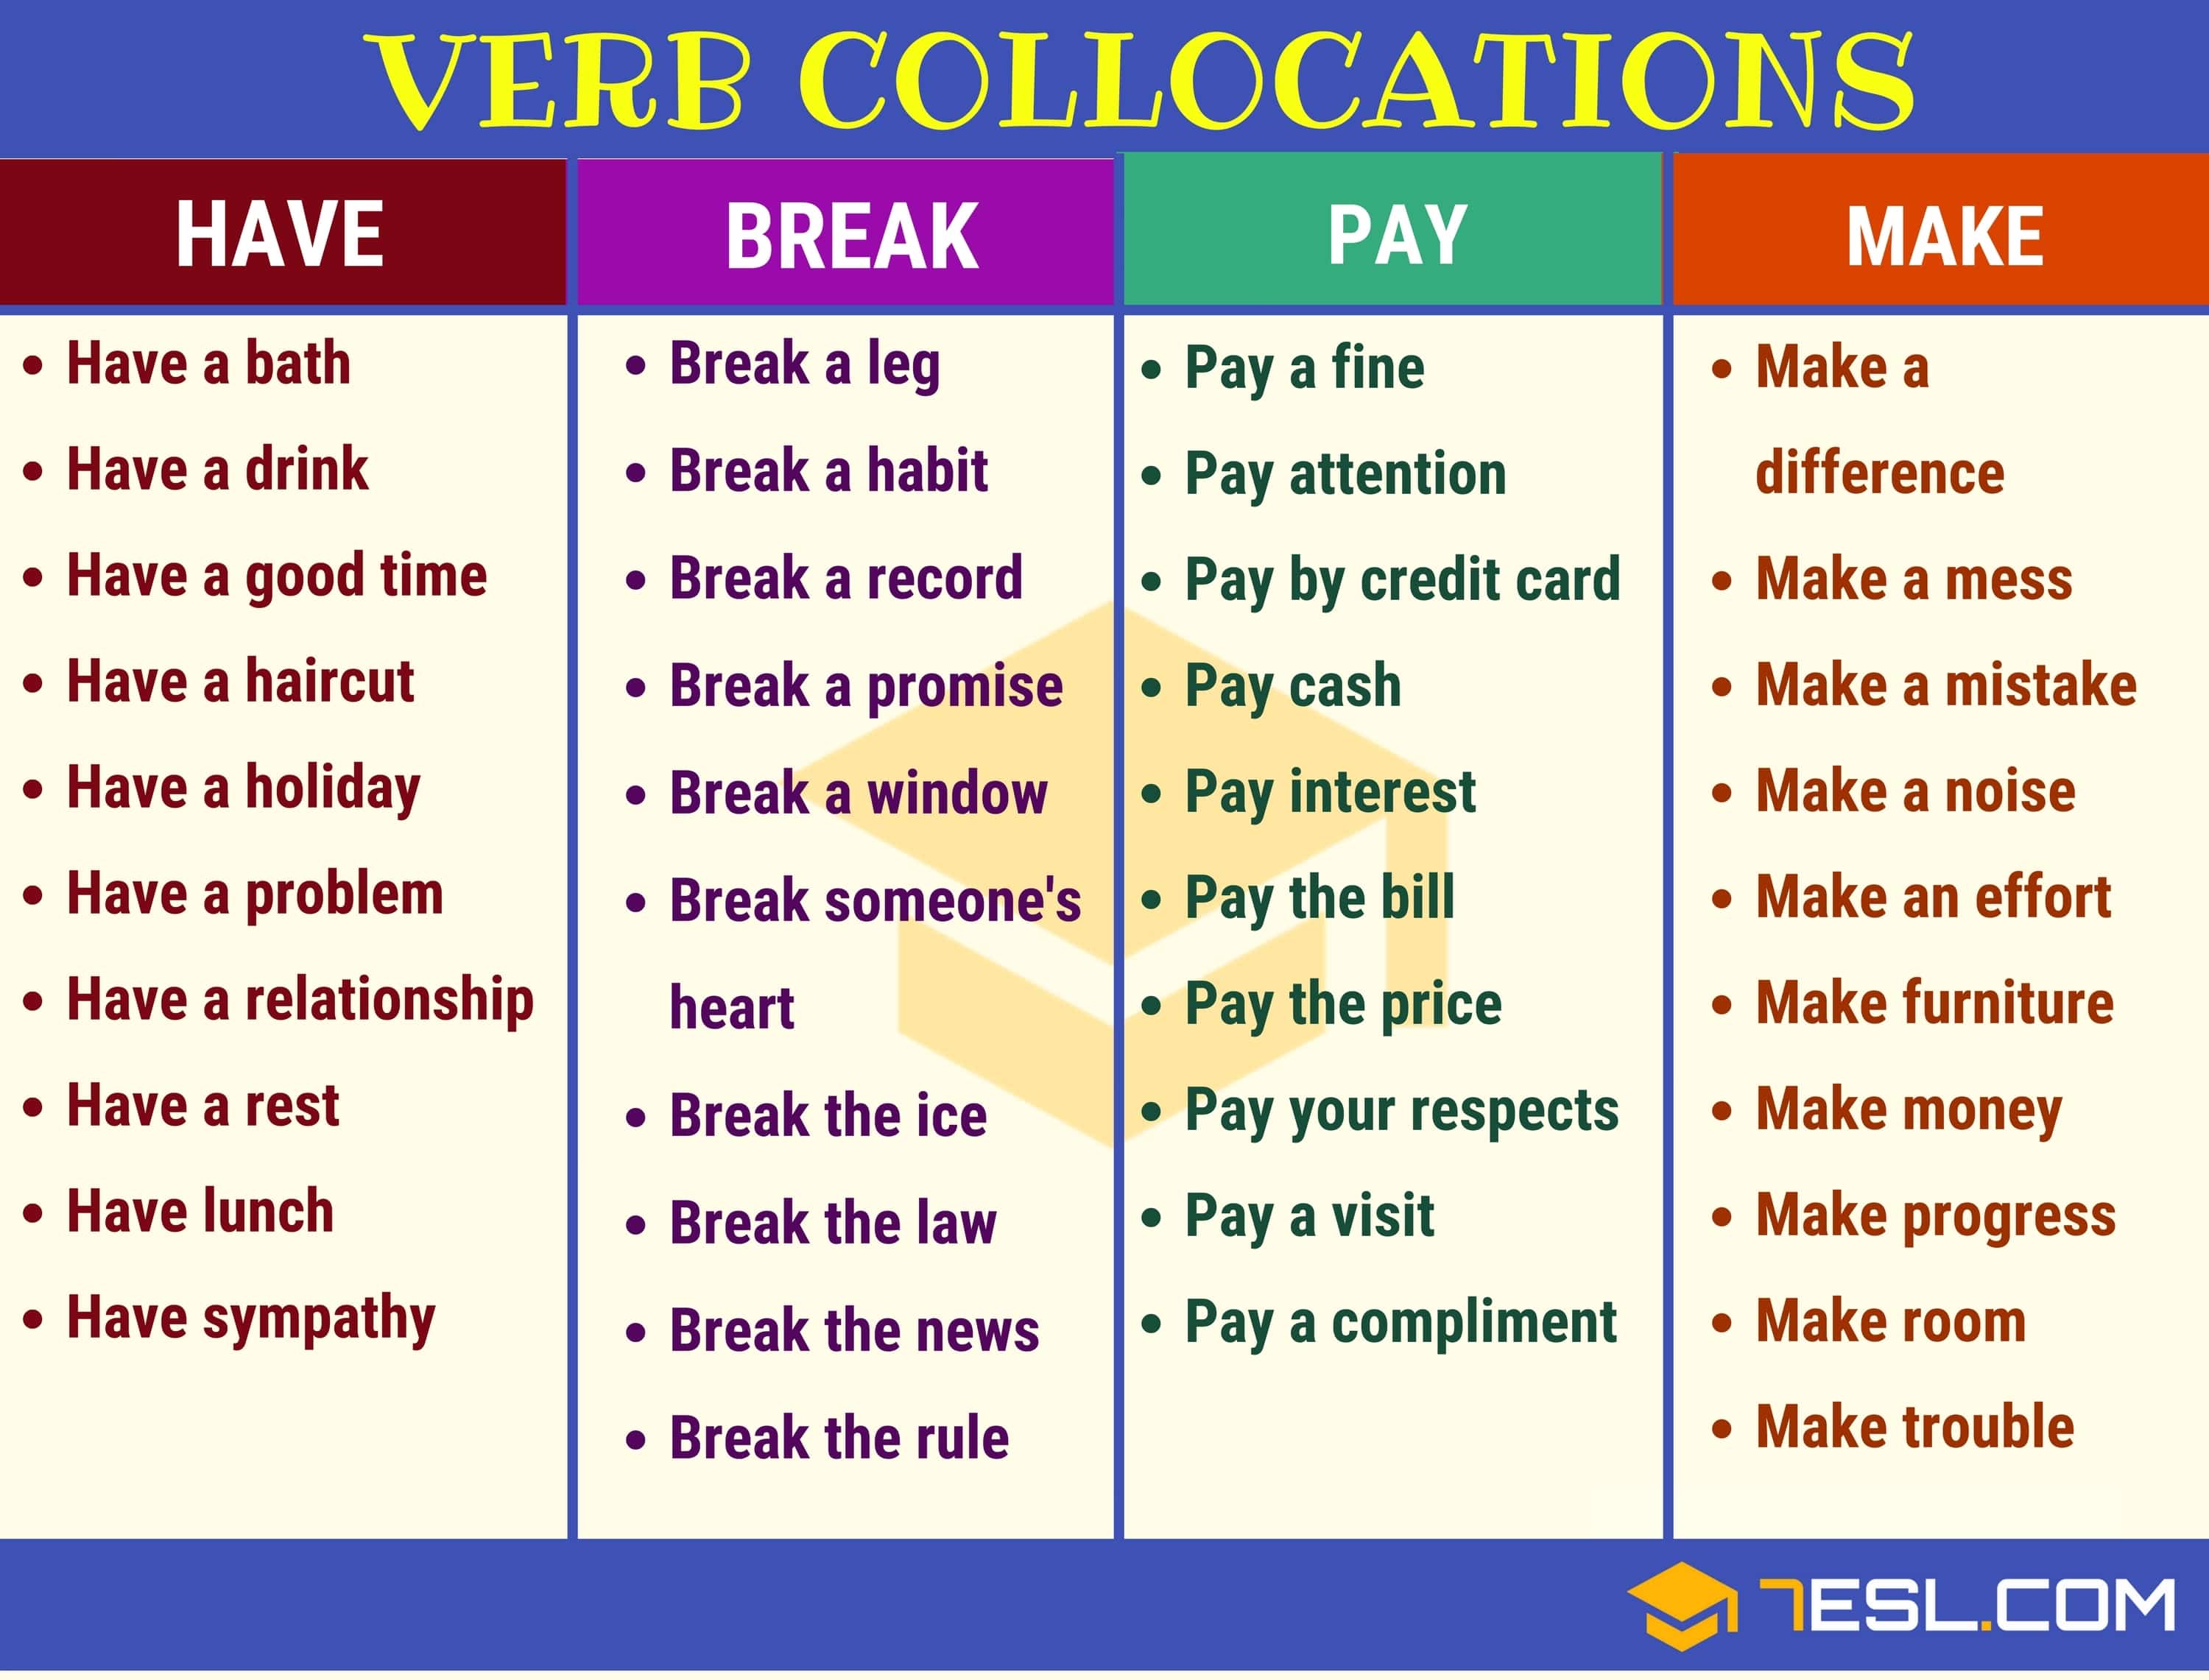 VERB COLLOCATIONS
HAVE
• Have a bath
• Have a drink
• Have a good time
• Have a haircut
• Have a holiday
• Have a problem
• Have a relationship
• Have a rest
• Have lunch
• Have sympathy
BREAK
• Break a leg
• Break a habit
• Break a record
• Break a promise
• Break a window
• Break someone's
heart
• Break the ice
• Break the law
• Break the news
• Break the rule
PAY
• Pay a fine
• Pay attention
• Pay by credit card
• Pay cash
• Pay interest
• Pay the bill
• Pay the price
• Pay your respects
• Pay a visit
• Pay a compliment
MAKE
• Make a
difference
• Make a mess
• Make a mistake
• Make a noise
• Make an effort
• Make furniture
• Make money
• Make progress
• Make room
• Make trouble
7ESL.COM